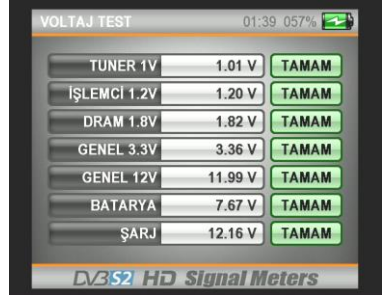 VOLTAJ TEST 01:39 057%
TUNER 1V 1.01 V TAMAM
İŞLEMCİ 1.2V 1.20 V TAMAM
DRAM 1.8V 1.82 V TAMAM
GENEL 3.3V 3.36 V TAMAM
GENEL 12V 11.99 V TAMAM
BATARYA 7.67 V TAMAM
ŞARJ 12.16 V TAMAM
DVB S2 HD Signal Meters